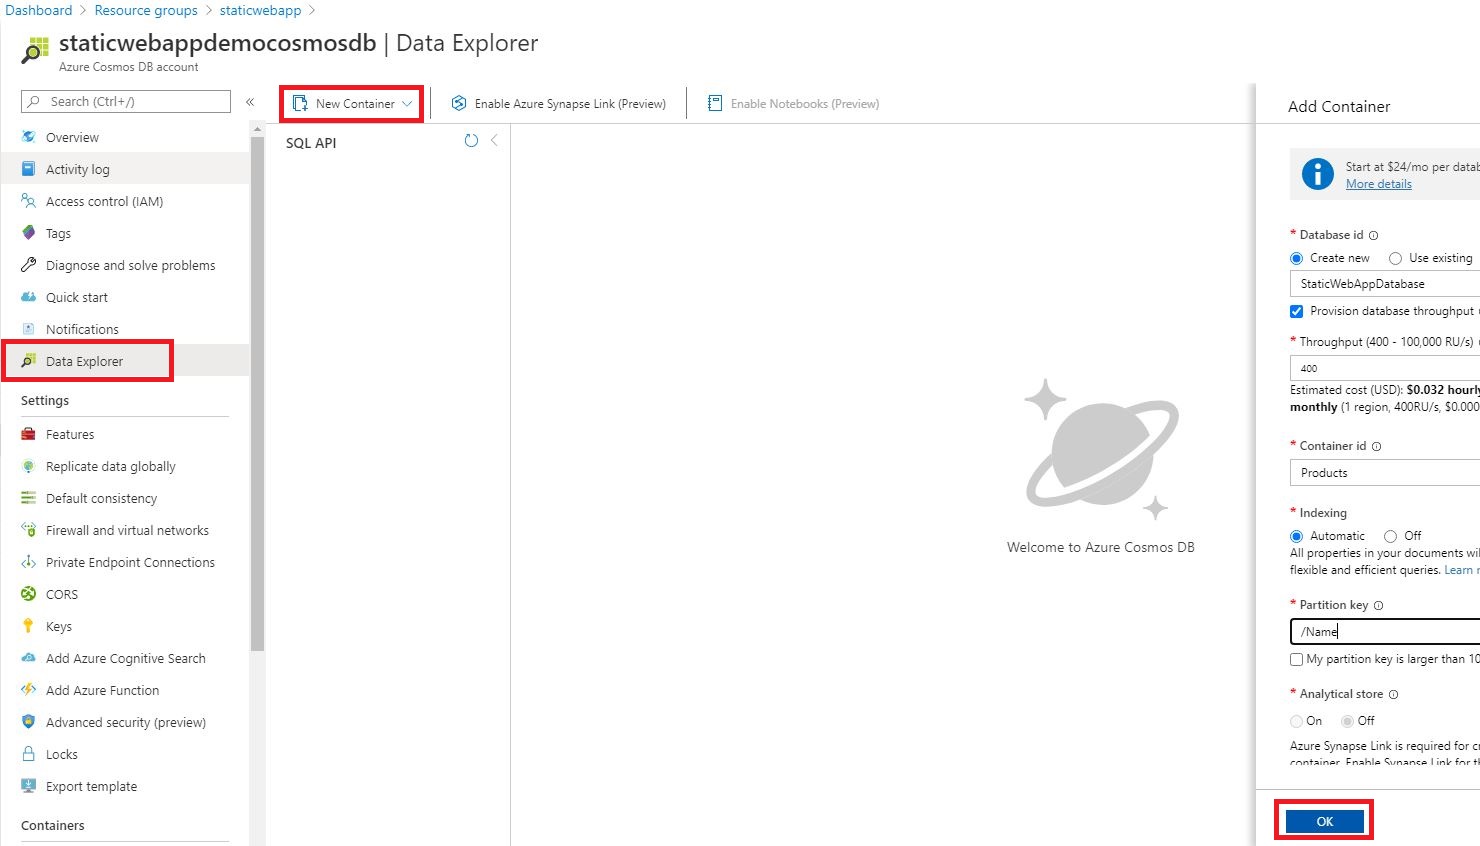 Dashboard > Resource groups > staticwebapp >
staticwebappdemocosmosdb | Data Explorer
Azure Cosmos DB account
Search (Ctrl+/)
«
Overview
Activity log
Access control (IAM)
Tags
Diagnose and solve problems
Quick start
Notifications
Data Explorer
Settings
Features
Replicate data globally
Default consistency
Firewall and virtual networks
Private Endpoint Connections
CORS
Keys
Add Azure Cognitive Search
Add Azure Function
Advanced security (preview)
Locks
Export template
Containers
New Container
Enable Azure Synapse Link (Preview)
Enable Notebooks (Preview)
SQL API
Welcome to Azure Cosmos DB
Add Container
Start at $24/mo per datab
More details
* Database id
Create new Use existing
StaticWebAppDatabase
Provision database throughput
* Throughput (400 - 100,000 RU/s)
400
Estimated cost (USD): $0.032 hourly
monthly (1 region, 400RU/s, $0.000
* Container id
Products
* Indexing
Automatic Off
All properties in your documents wil
flexible and efficient queries. Learn
* Partition key
/Name
My partition key is larger than 10
* Analytical store
On Off
Azure Synapse Link is required for cr
container. Enable Synapse Link for th
OK